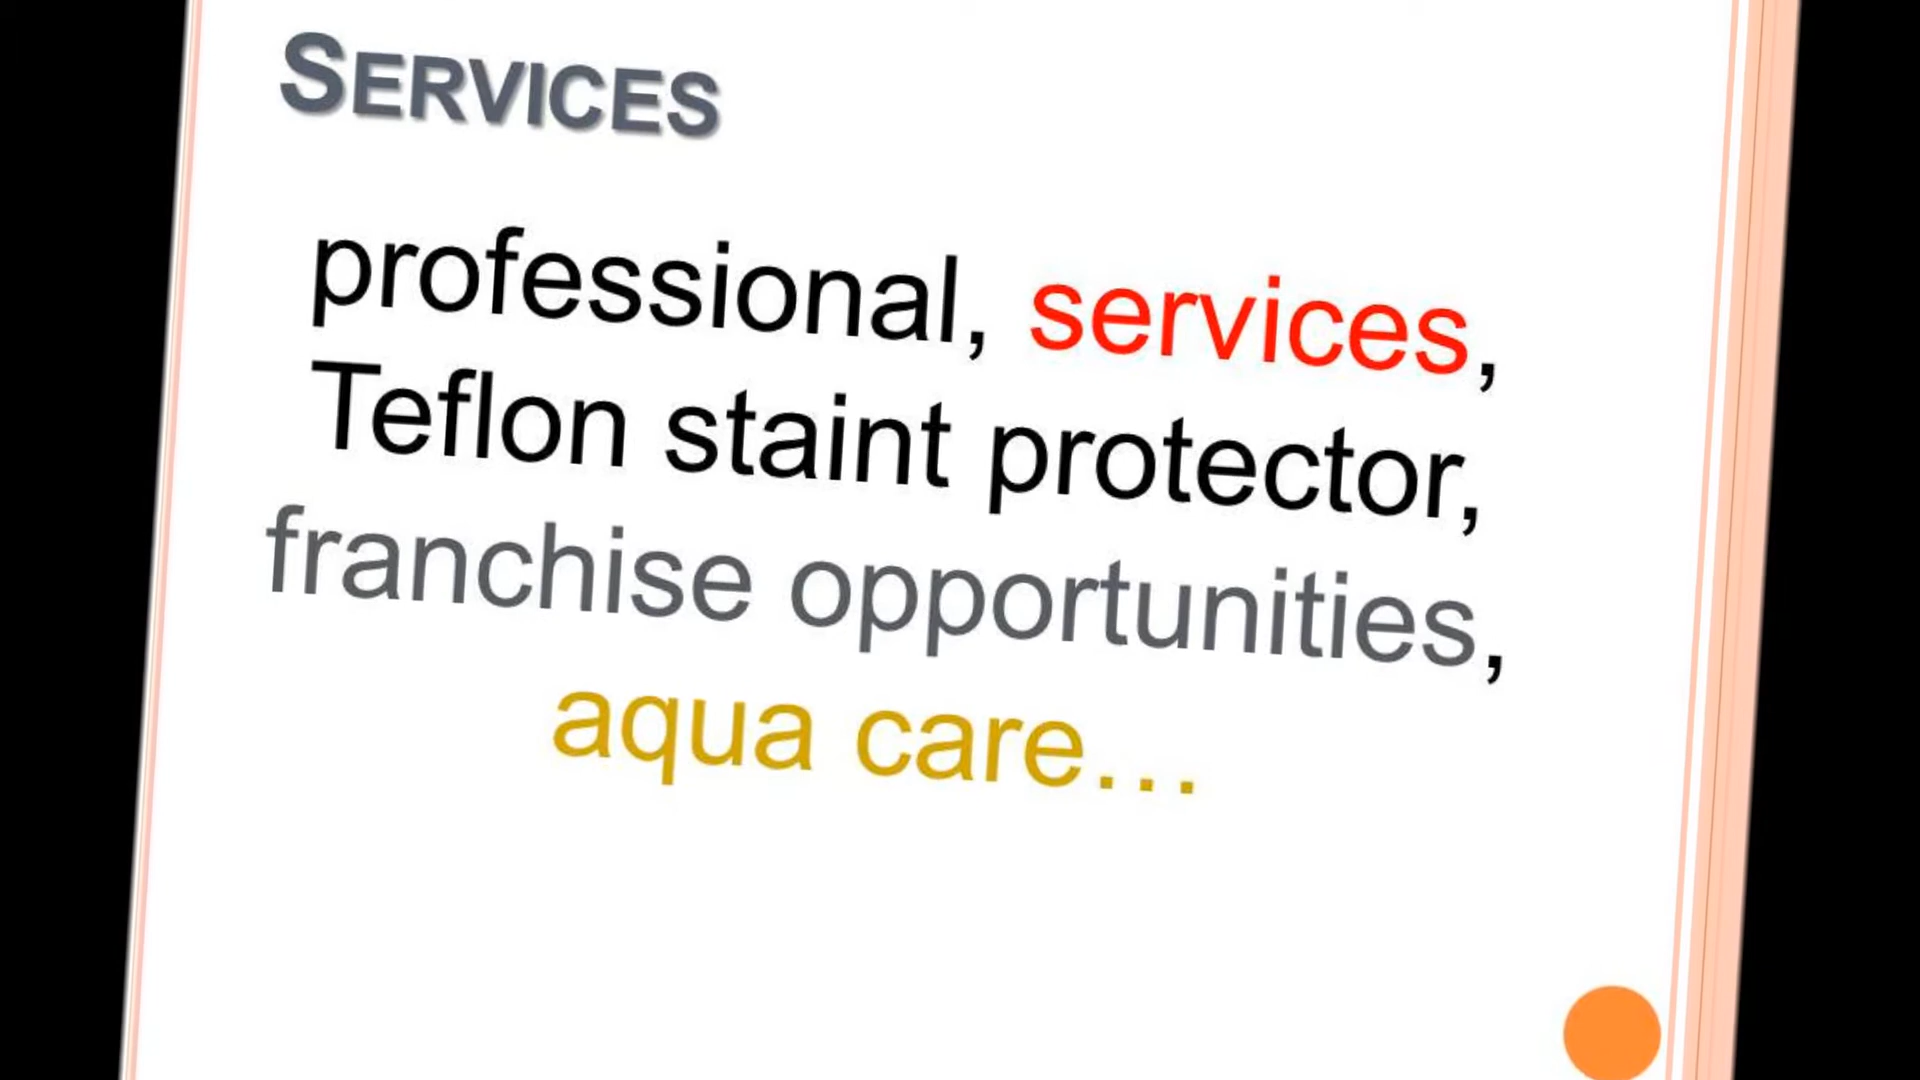 SERVICES
professional, services,
Teflon staint protector,
franchise opportunities,
aqua care…